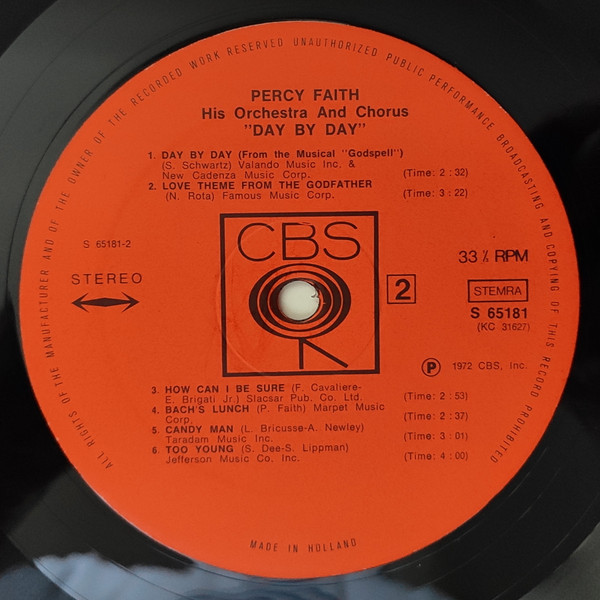 ALL RIGHTS OF THE MANUFACTURER AND OF THE OWNER OF THE RECORDED WORK RESERVED UNAUTHORIZED PUBLIC PERFORMANCE BROADCASTING AND COPYING OF THIS RECORD PROHIBITED
PERCY FAITH
His Orchestra And Chorus
"DAY BY DAY"
1. DAY BY DAY (From the Musical "Godspell")
(S. Schwartz) Valando Music Inc. &
New Cadenza Music Corp. (Time: 2 : 32)
2. LOVE THEME FROM THE GODFATHER
(N. Rota) Famous Music Corp. (Time: 3 : 22)
S 65181-2
STEREO
CBS
2
33⅓ RPM
STEMRA
S 65181
(KC 31627)
℗ 1972 CBS, Inc.
3. HOW CAN I BE SURE (F. Cavaliere-
E. Brigati Jr.) Slacsar Pub. Co. Ltd. (Time: 2 : 53)
4. BACH'S LUNCH (P. Faith) Marpet Music
Corp. (Time: 2 : 37)
5. CANDY MAN (L. Bricusse-A. Newley)
Taradam Music Inc. (Time: 3 : 01)
6. TOO YOUNG (S. Dee-S. Lippman)
Jefferson Music Co. Inc. (Time: 4 : 00)
MADE IN HOLLAND